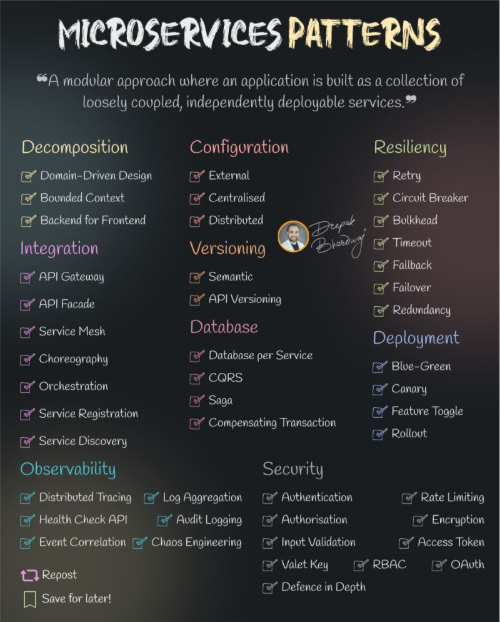 MICROSERVICES PATTERNS
❝A modular approach where an application is built as a collection of
loosely coupled, independently deployable services.❞
Decomposition
Domain-Driven Design
Bounded Context
Backend for Frontend
Integration
API Gateway
API Facade
Service Mesh
Choreography
Orchestration
Service Registration
Service Discovery
Configuration
External
Centralised
Distributed
Versioning
Semantic
API Versioning
Database
Database per Service
CQRS
Saga
Compensating Transaction
Deepak
Bhardwaj
Resiliency
Retry
Circuit Breaker
Bulkhead
Timeout
Fallback
Failover
Redundancy
Deployment
Blue-Green
Canary
Feature Toggle
Rollout
Observability
Distributed Tracing
Log Aggregation
Health Check API
Audit Logging
Event Correlation
Chaos Engineering
Security
Authentication
Rate Limiting
Authorisation
Encryption
Input Validation
Access Token
Valet Key
RBAC
OAuth
Defence in Depth
Repost
Save for later!